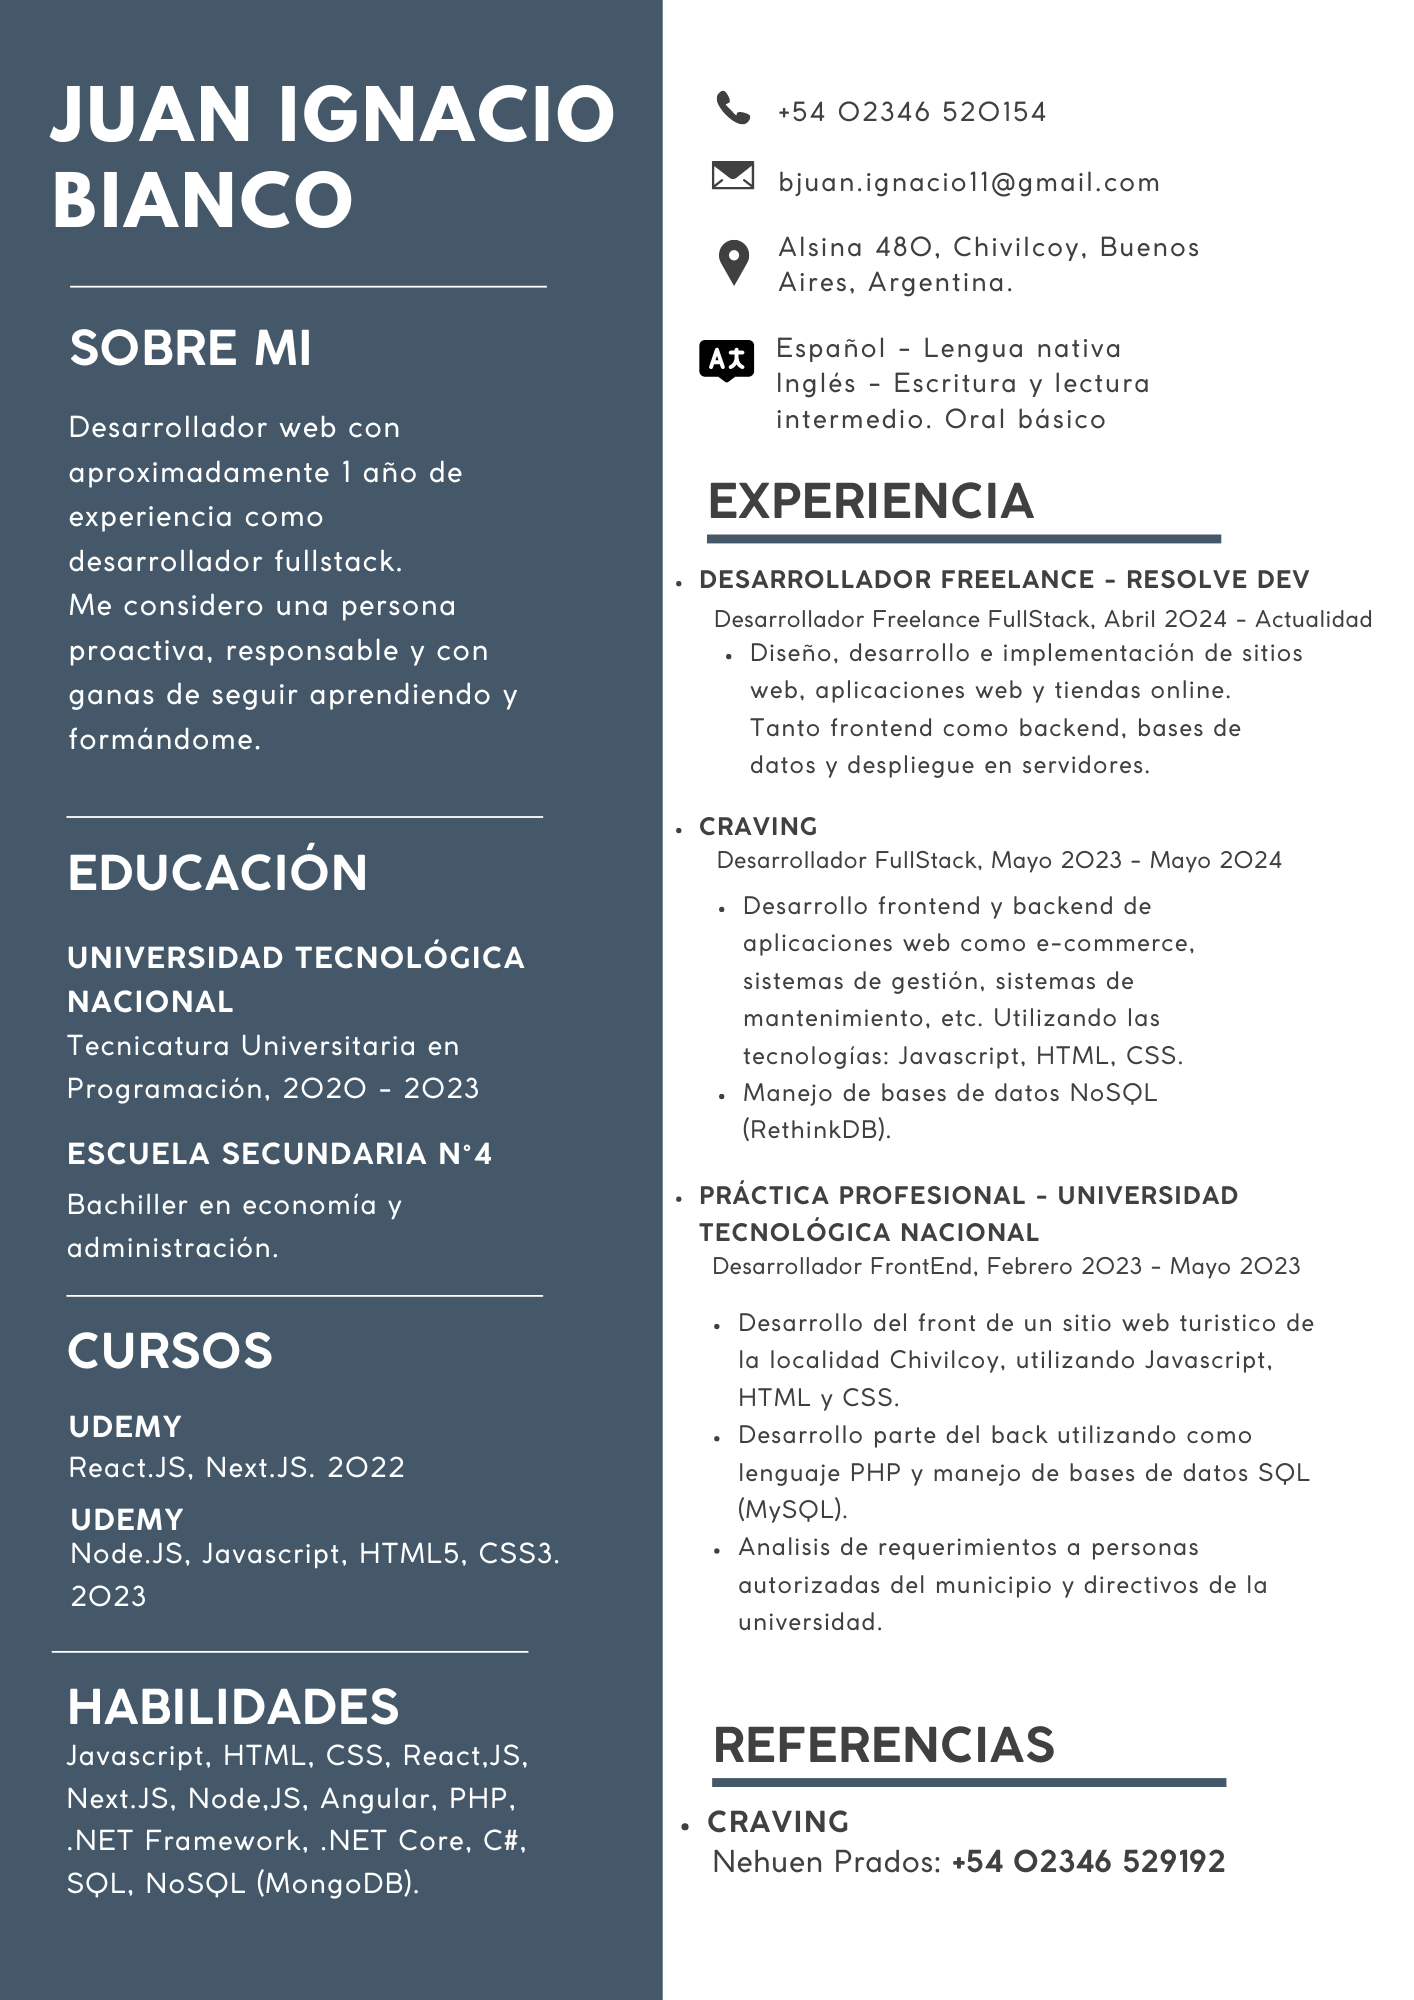 JUAN IGNACIO
BIANCO
SOBRE MI
Desarrollador web con
aproximadamente 1 año de
experiencia como
desarrollador fullstack.
Me considero una persona
proactiva, responsable y con
ganas de seguir aprendiendo y
formándome.
EDUCACIÓN
UNIVERSIDAD TECNOLÓGICA
NACIONAL
Tecnicatura Universitaria en
Programación, 2020 - 2023
ESCUELA SECUNDARIA N°4
Bachiller en economía y
administración.
CURSOS
UDEMY
React.JS, Next.JS. 2022
UDEMY
Node.JS, Javascript, HTML5, CSS3.
2023
HABILIDADES
Javascript, HTML, CSS, React,JS,
Next.JS, Node,JS, Angular, PHP,
.NET Framework, .NET Core, C#,
SQL, NoSQL (MongoDB).
+54 02346 520154
bjuan.ignacio11@gmail.com
Alsina 480, Chivilcoy, Buenos
Aires, Argentina.
Español - Lengua nativa
Inglés - Escritura y lectura
intermedio. Oral básico
EXPERIENCIA
• DESARROLLADOR FREELANCE - RESOLVE DEV
Desarrollador Freelance FullStack, Abril 2024 - Actualidad
• Diseño, desarrollo e implementación de sitios
web, aplicaciones web y tiendas online.
Tanto frontend como backend, bases de
datos y despliegue en servidores.
• CRAVING
Desarrollador FullStack, Mayo 2023 - Mayo 2024
• Desarrollo frontend y backend de
aplicaciones web como e-commerce,
sistemas de gestión, sistemas de
mantenimiento, etc. Utilizando las
tecnologías: Javascript, HTML, CSS.
• Manejo de bases de datos NoSQL
(RethinkDB).
• PRÁCTICA PROFESIONAL - UNIVERSIDAD
TECNOLÓGICA NACIONAL
Desarrollador FrontEnd, Febrero 2023 - Mayo 2023
• Desarrollo del front de un sitio web turistico de
la localidad Chivilcoy, utilizando Javascript,
HTML y CSS.
• Desarrollo parte del back utilizando como
lenguaje PHP y manejo de bases de datos SQL
(MySQL).
• Analisis de requerimientos a personas
autorizadas del municipio y directivos de la
universidad.
REFERENCIAS
• CRAVING
Nehuen Prados: +54 02346 529192